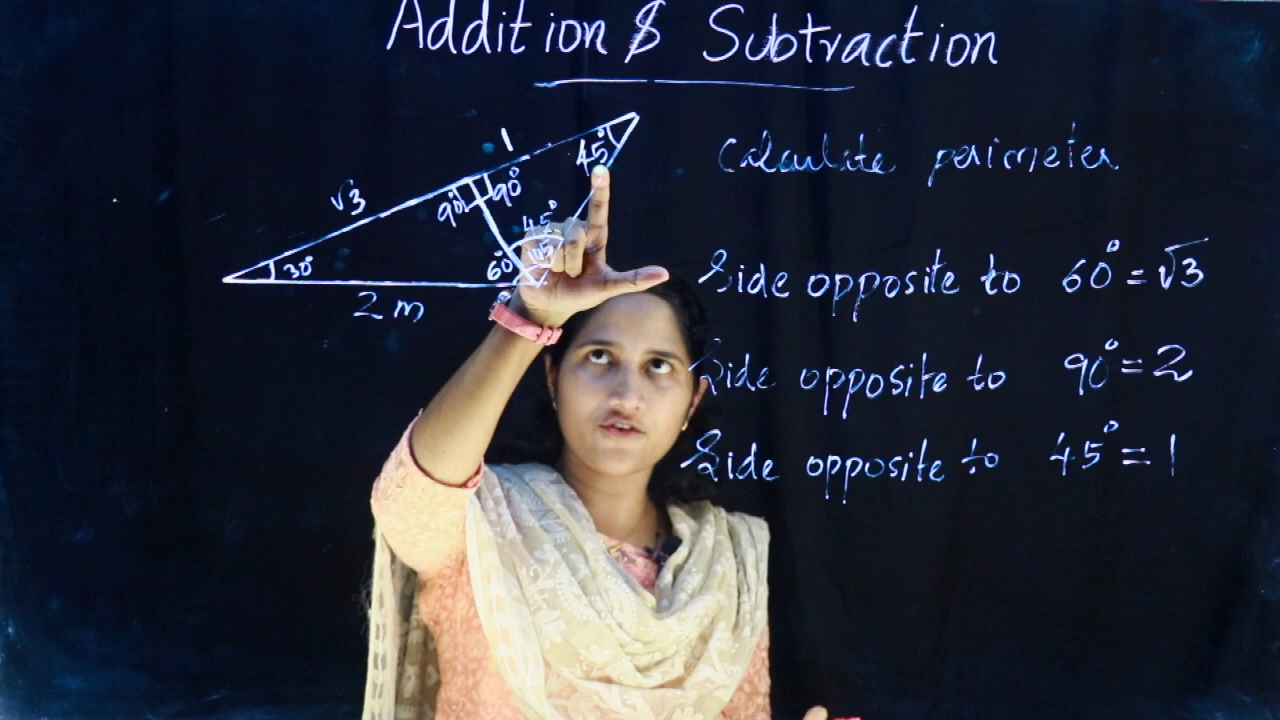 Addition & Subtraction
Calculate perimeter
1
45°
√3
90°
90°
45°
105
60°
30°
2 m
Side opposite to 60° = √3
Side opposite to 90° = 2
Side opposite to 45° = 1